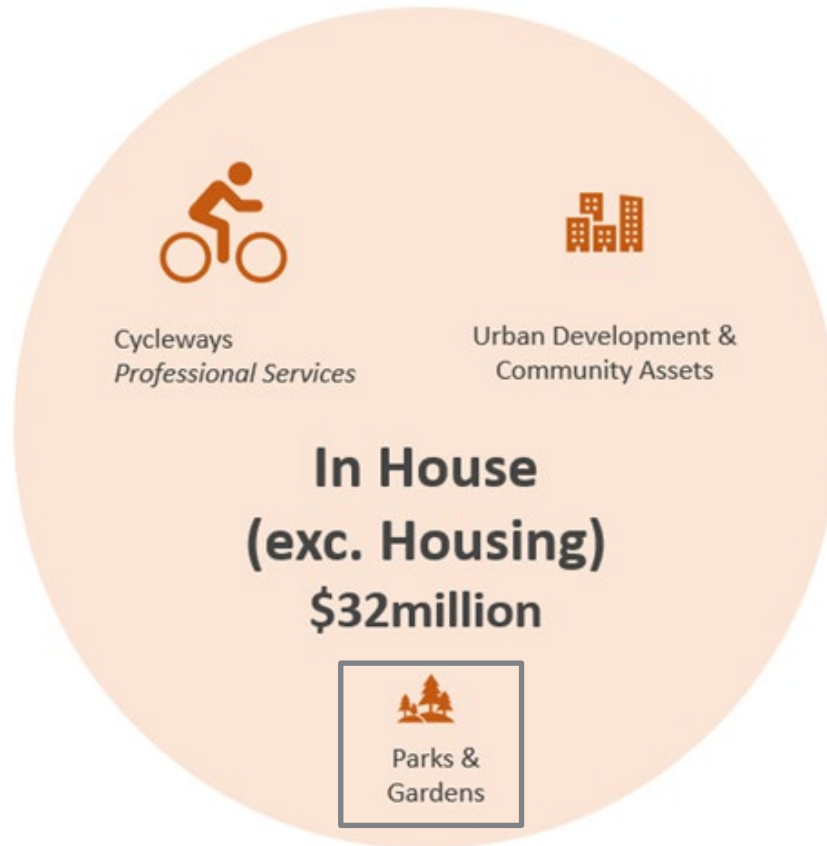 Cycleways
Professional Services
Urban Development &
Community Assets
In House
(exc. Housing)
$32million
Parks &
Gardens